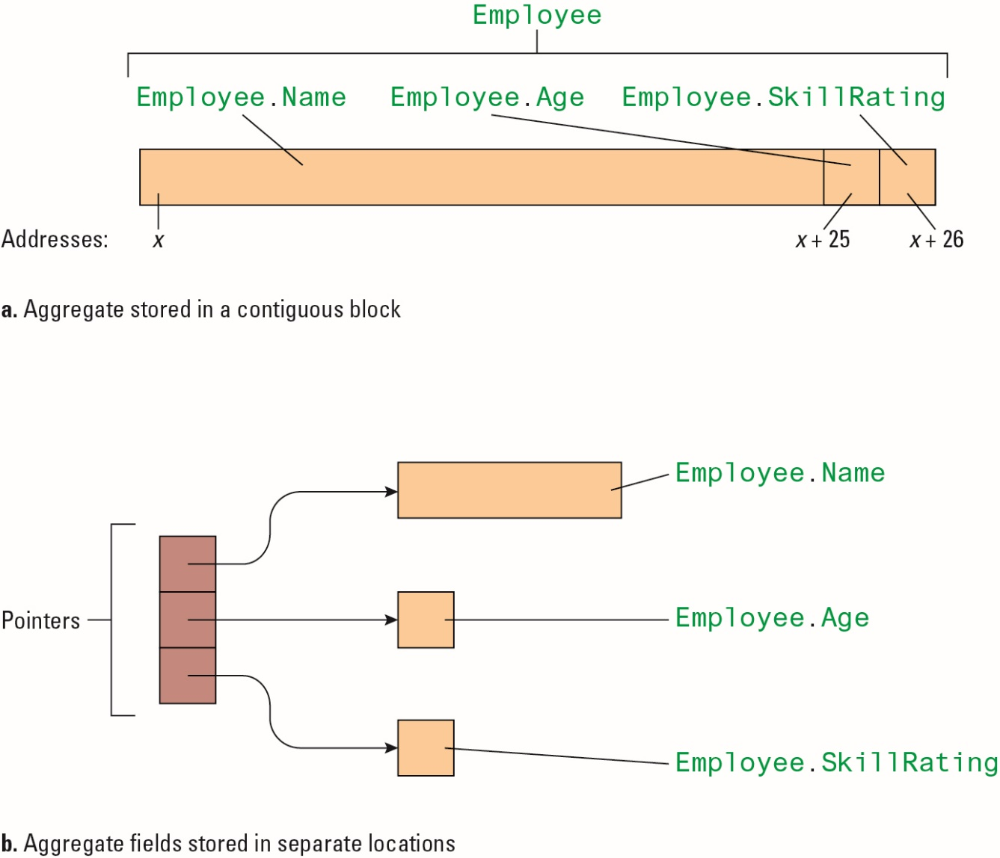 Employee
Employee.Name Employee.Age Employee.SkillRating
Addresses: x x + 25 x + 26
a. Aggregate stored in a contiguous block
Employee.Name
Pointers Employee.Age
Employee.SkillRating
b. Aggregate fields stored in separate locations